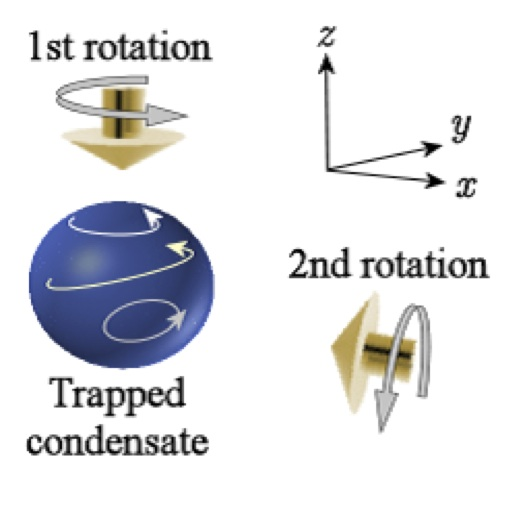 1st rotation
z
y
x
2nd rotation
Trapped
condensate